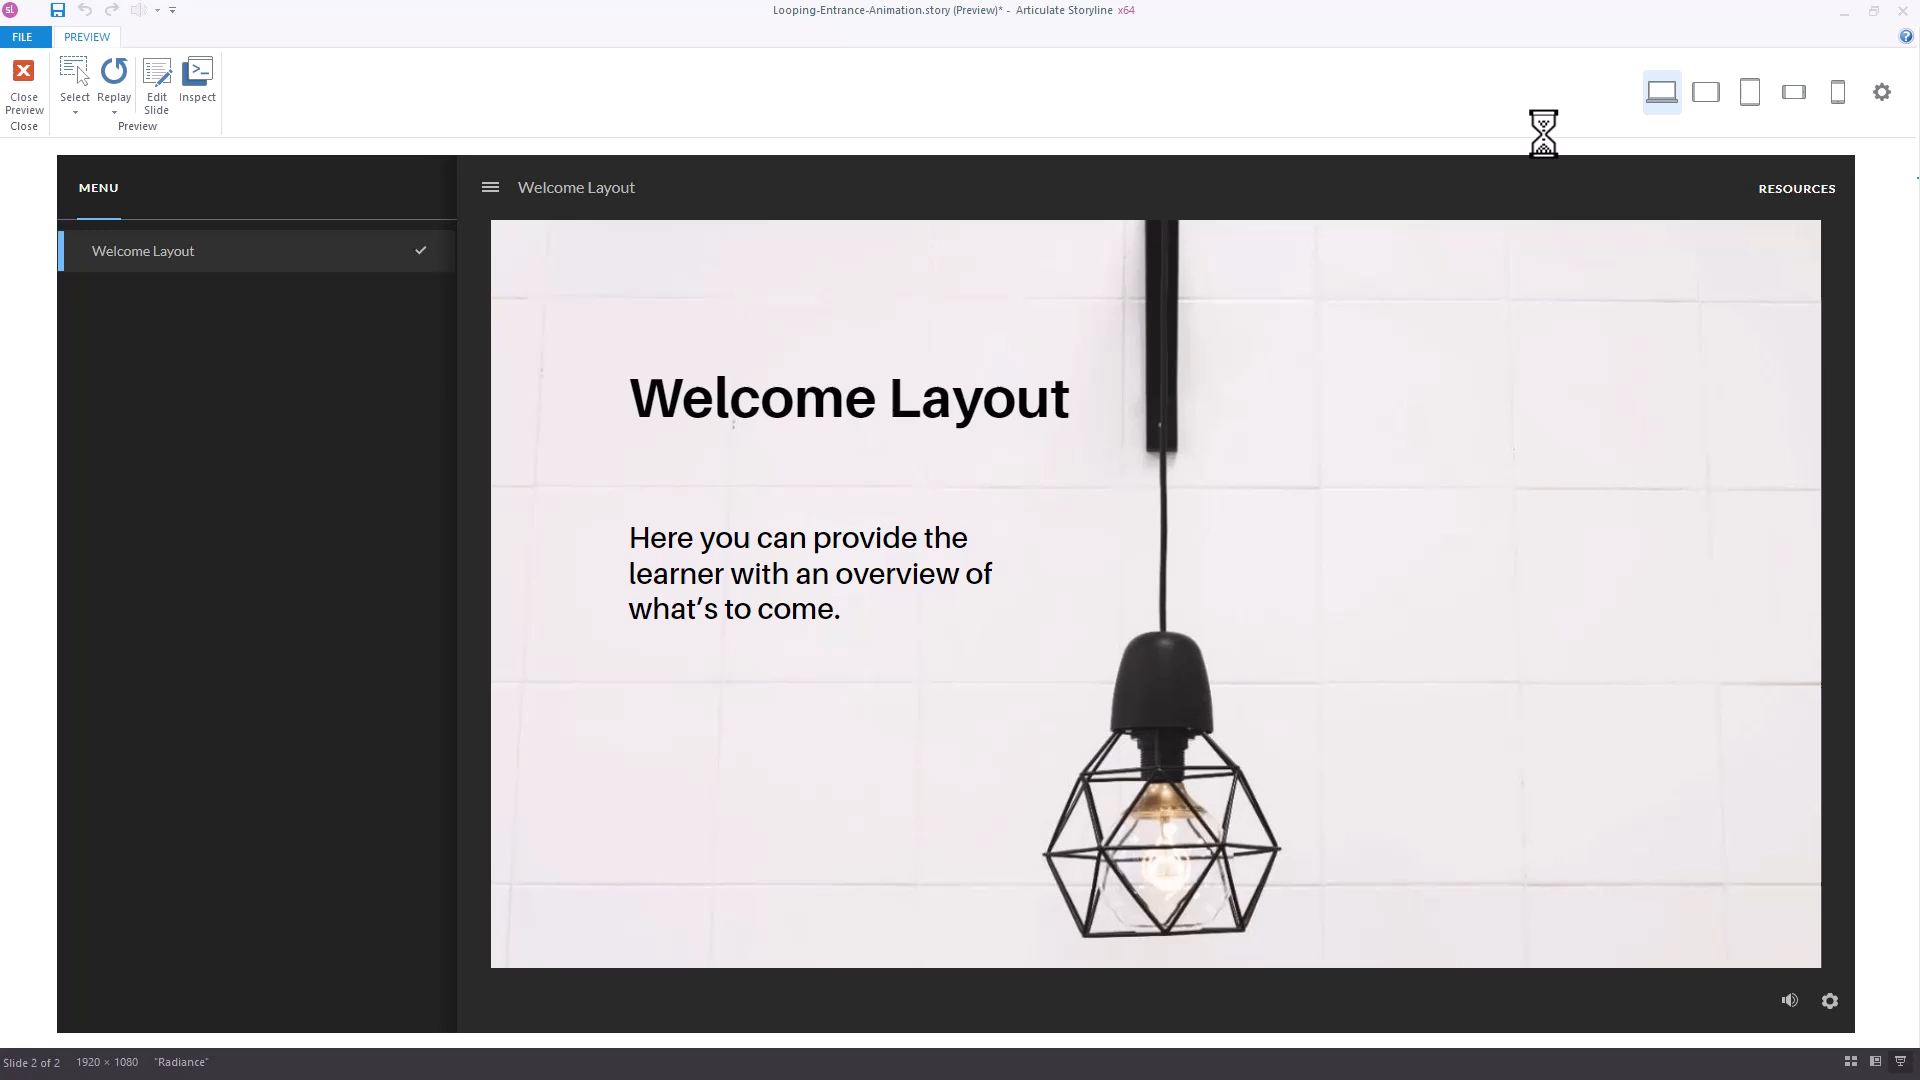 sl
Looping-Entrance-Animation.story (Preview)* - Articulate Storyline x64
FILE
PREVIEW
?
Close
Preview
Select
Replay
Edit
Slide
Inspect
Close
Preview
MENU
Welcome Layout
RESOURCES
Welcome Layout
Welcome Layout
Here you can provide the
learner with an overview of
what’s to come.
Slide 2 of 2
1920 × 1080
"Radiance"